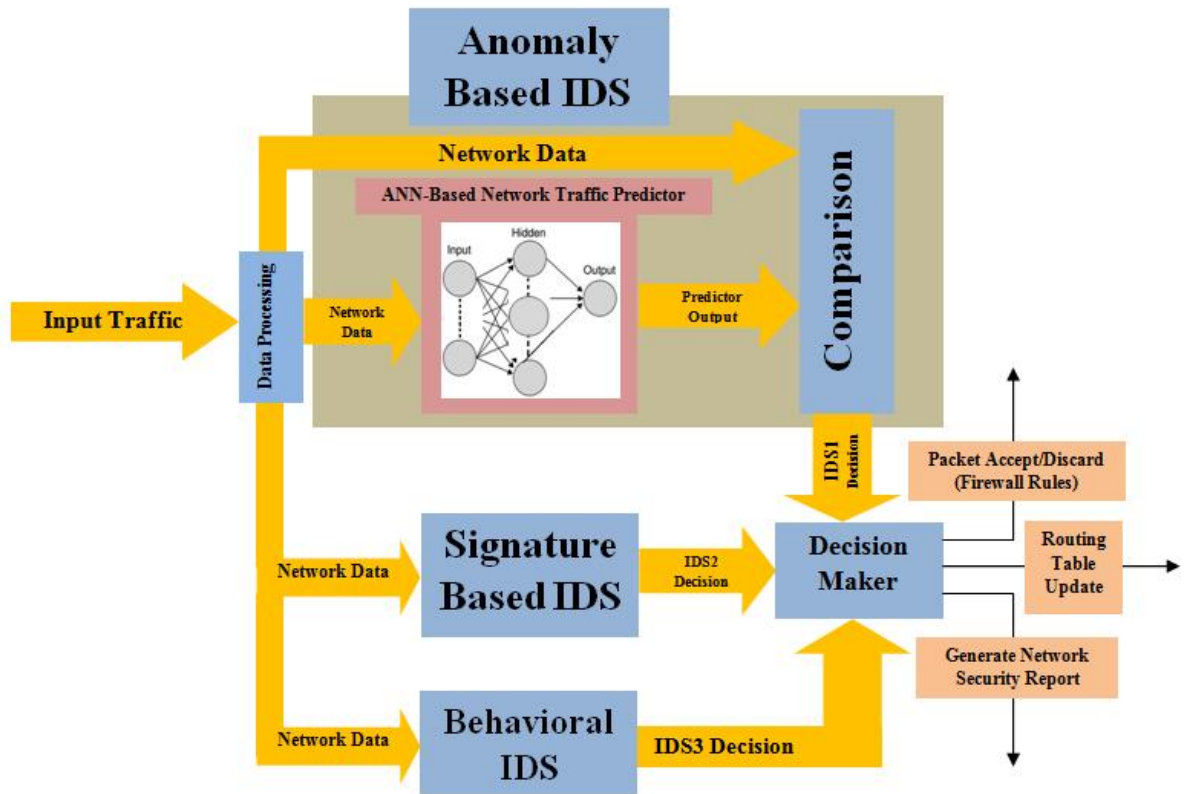 Anomaly
Based IDS
Network Data
ANN-Based Network Traffic Predictor
Input
Hidden
Output
Comparison
Input Traffic
Data Processing
Network
Data
Predictor
Output
IDS1
Decision
Packet Accept/Discard
(Firewall Rules)
Network Data
Signature
Based IDS
IDS2
Decision
Decision
Maker
Routing
Table
Update
Generate Network
Security Report
Network Data
Behavioral
IDS
IDS3 Decision